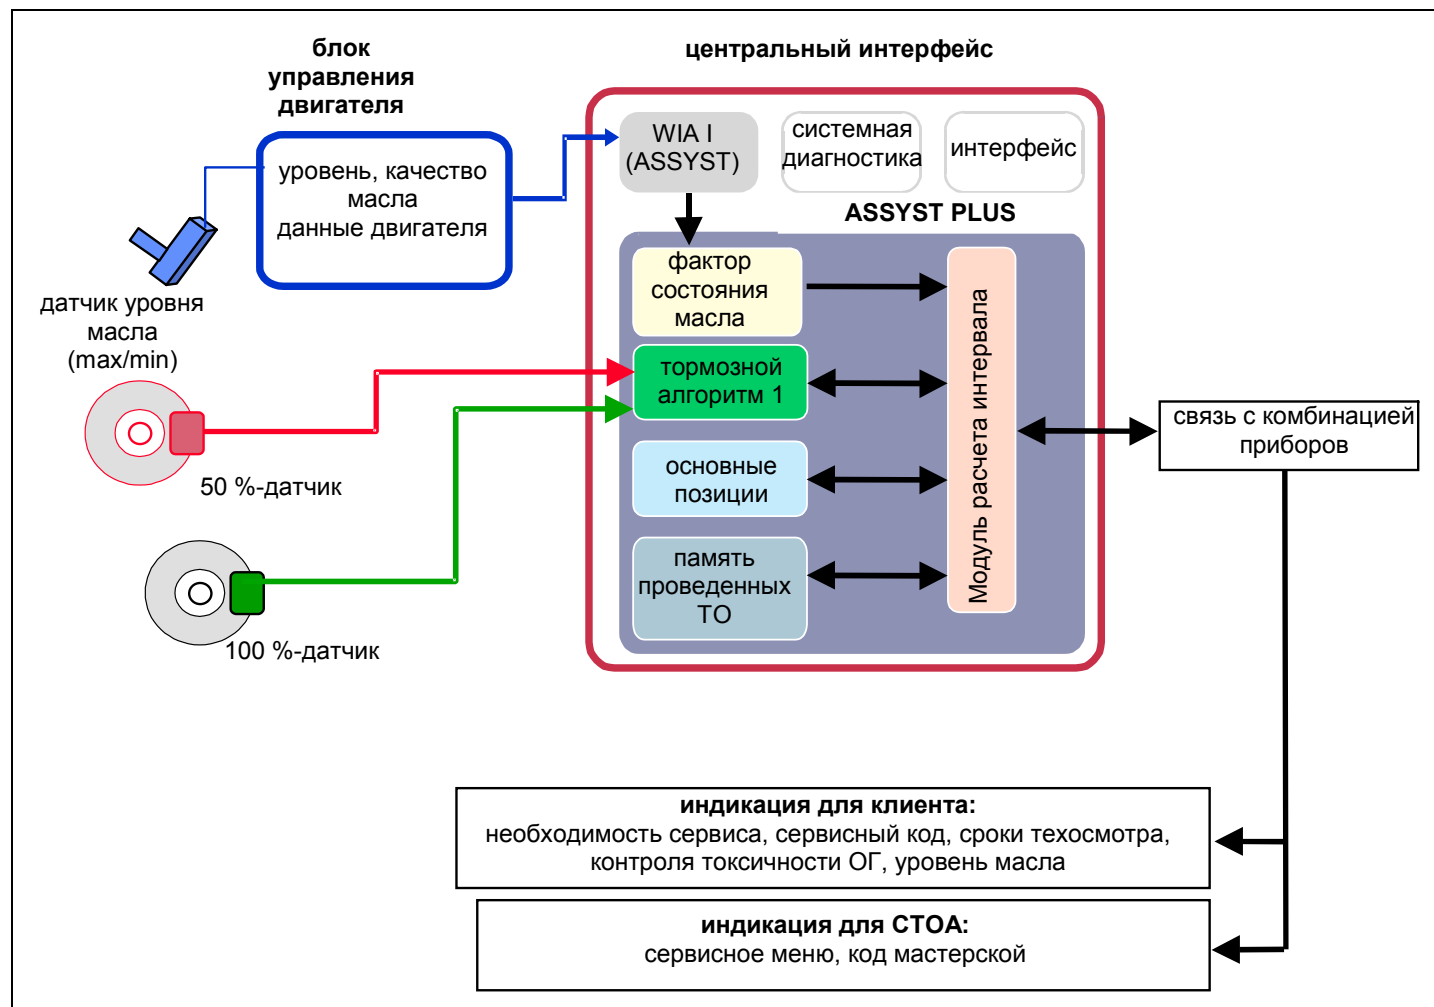 блок
управления
двигателя
центральный интерфейс
уровень, качество
масла
данные двигателя
WIA I
(ASSYST)
системная
диагностика
интерфейс
ASSYST PLUS
датчик уровня
масла
(max/min)
фактор
состояния
масла
тормозной
алгоритм 1
основные
позиции
память
проведенных
ТО
Модуль расчета интервала
50 %-датчик
100 %-датчик
связь с комбинацией
приборов
индикация для клиента:
необходимость сервиса, сервисный код, сроки техосмотра,
контроля токсичности ОГ, уровень масла
индикация для СТОА:
сервисное меню, код мастерской